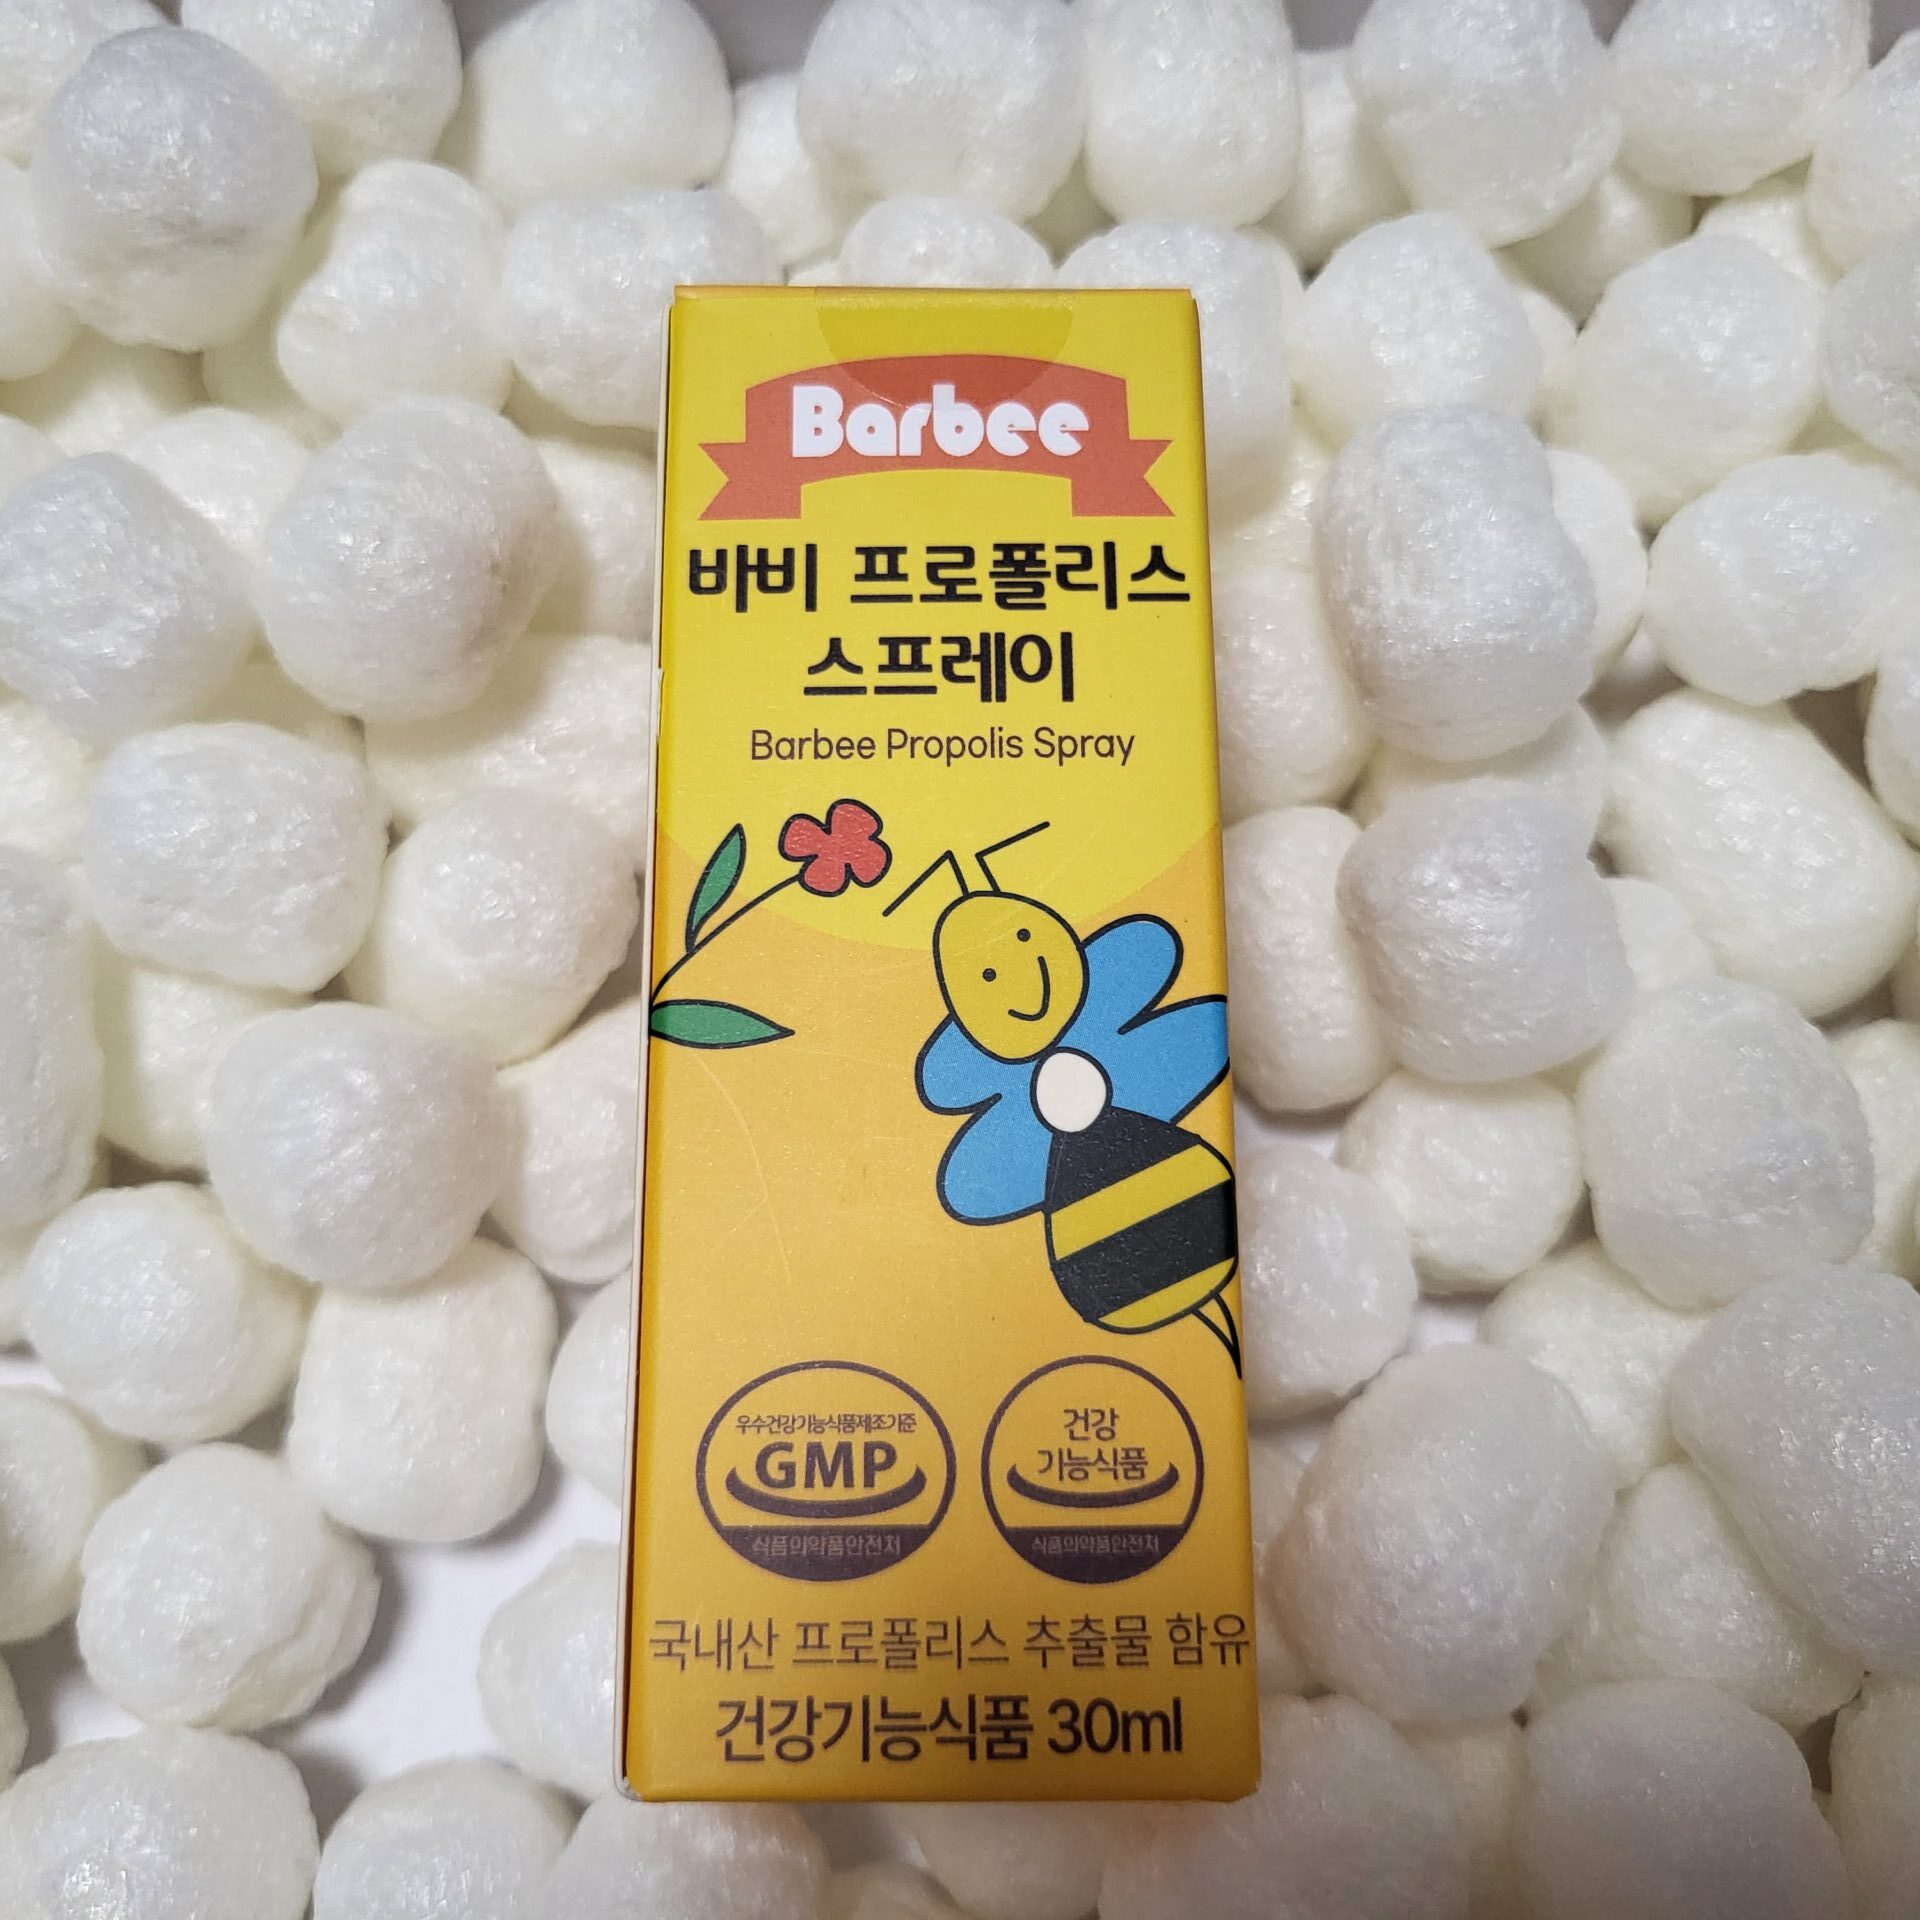 Barbee
바비 프로폴리스
스프레이
Barbee Propolis Spray
우수건강기능식품제조기준
GMP
식품의약품안전처
건강
기능식품
식품의약품안전처
국내산 프로폴리스 추출물 함유
건강기능식품 30ml